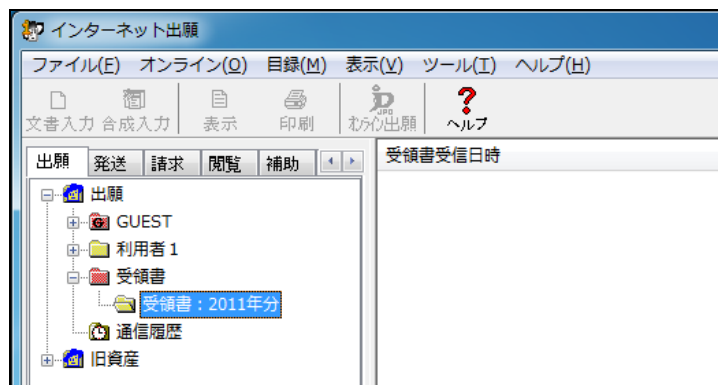 インターネット出願
ファイル(F) オンライン(O) 目録(M) 表示(V) ツール(T) ヘルプ(H)
文書入力 合成入力 表示 印刷 オンライン出願 ヘルプ
出願 発送 請求 閲覧 補助
受領書受信日時
出願
GUEST
利用者1
受領書
受領書：2011年分
通信履歴
旧資産